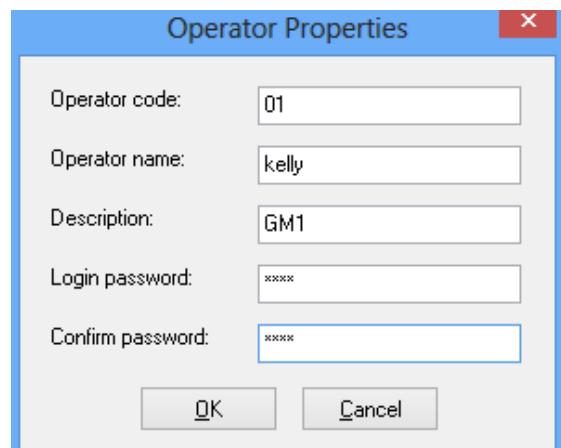 Operator Properties
Operator code: 01
Operator name: kelly
Description: GM1
Login password: ****
Confirm password: ****
OK Cancel